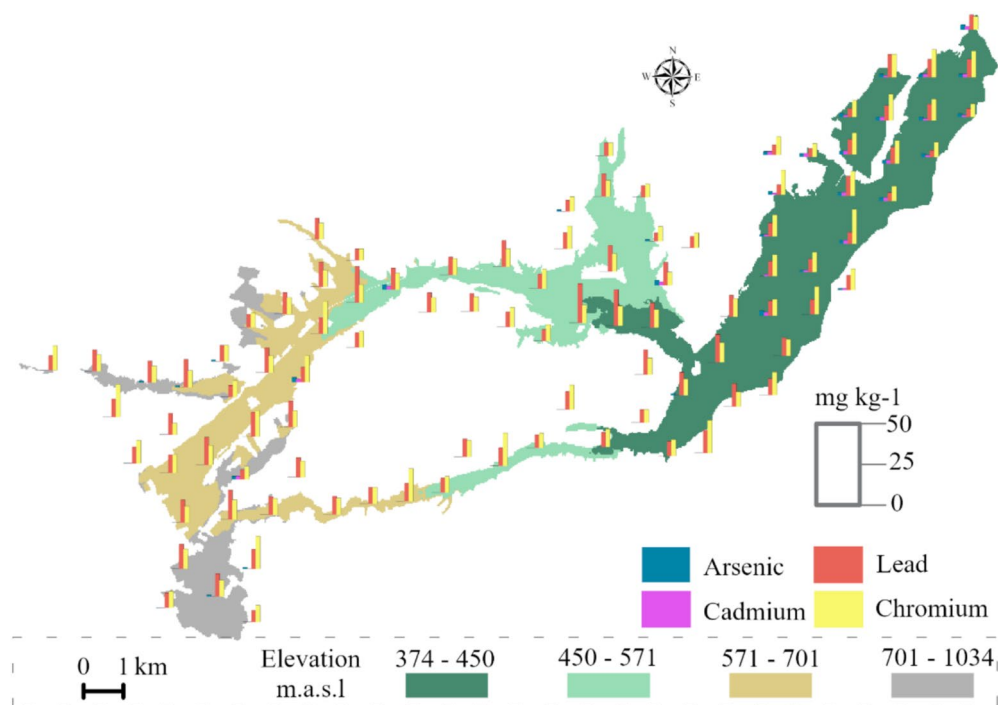 N
W E
S
mg kg-1
50
25
0
Arsenic Lead
Cadmium Chromium
0 1 km
Elevation 374 - 450 450 - 571 571 - 701 701 - 1034
m.a.s.l